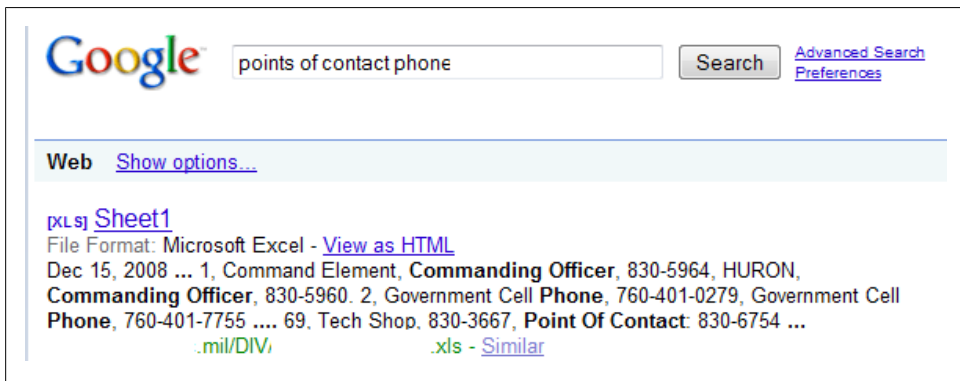 Google™ points of contact phone Search Advanced Search
Preferences
Web Show options...
[XLS] Sheet1
File Format: Microsoft Excel - View as HTML
Dec 15, 2008 ... 1, Command Element, Commanding Officer, 830-5964, HURON,
Commanding Officer, 830-5960. 2, Government Cell Phone, 760-401-0279, Government Cell
Phone, 760-401-7755 .... 69, Tech Shop, 830-3667, Point Of Contact: 830-6754 ...
.mil/DIV/ .xls - Similar